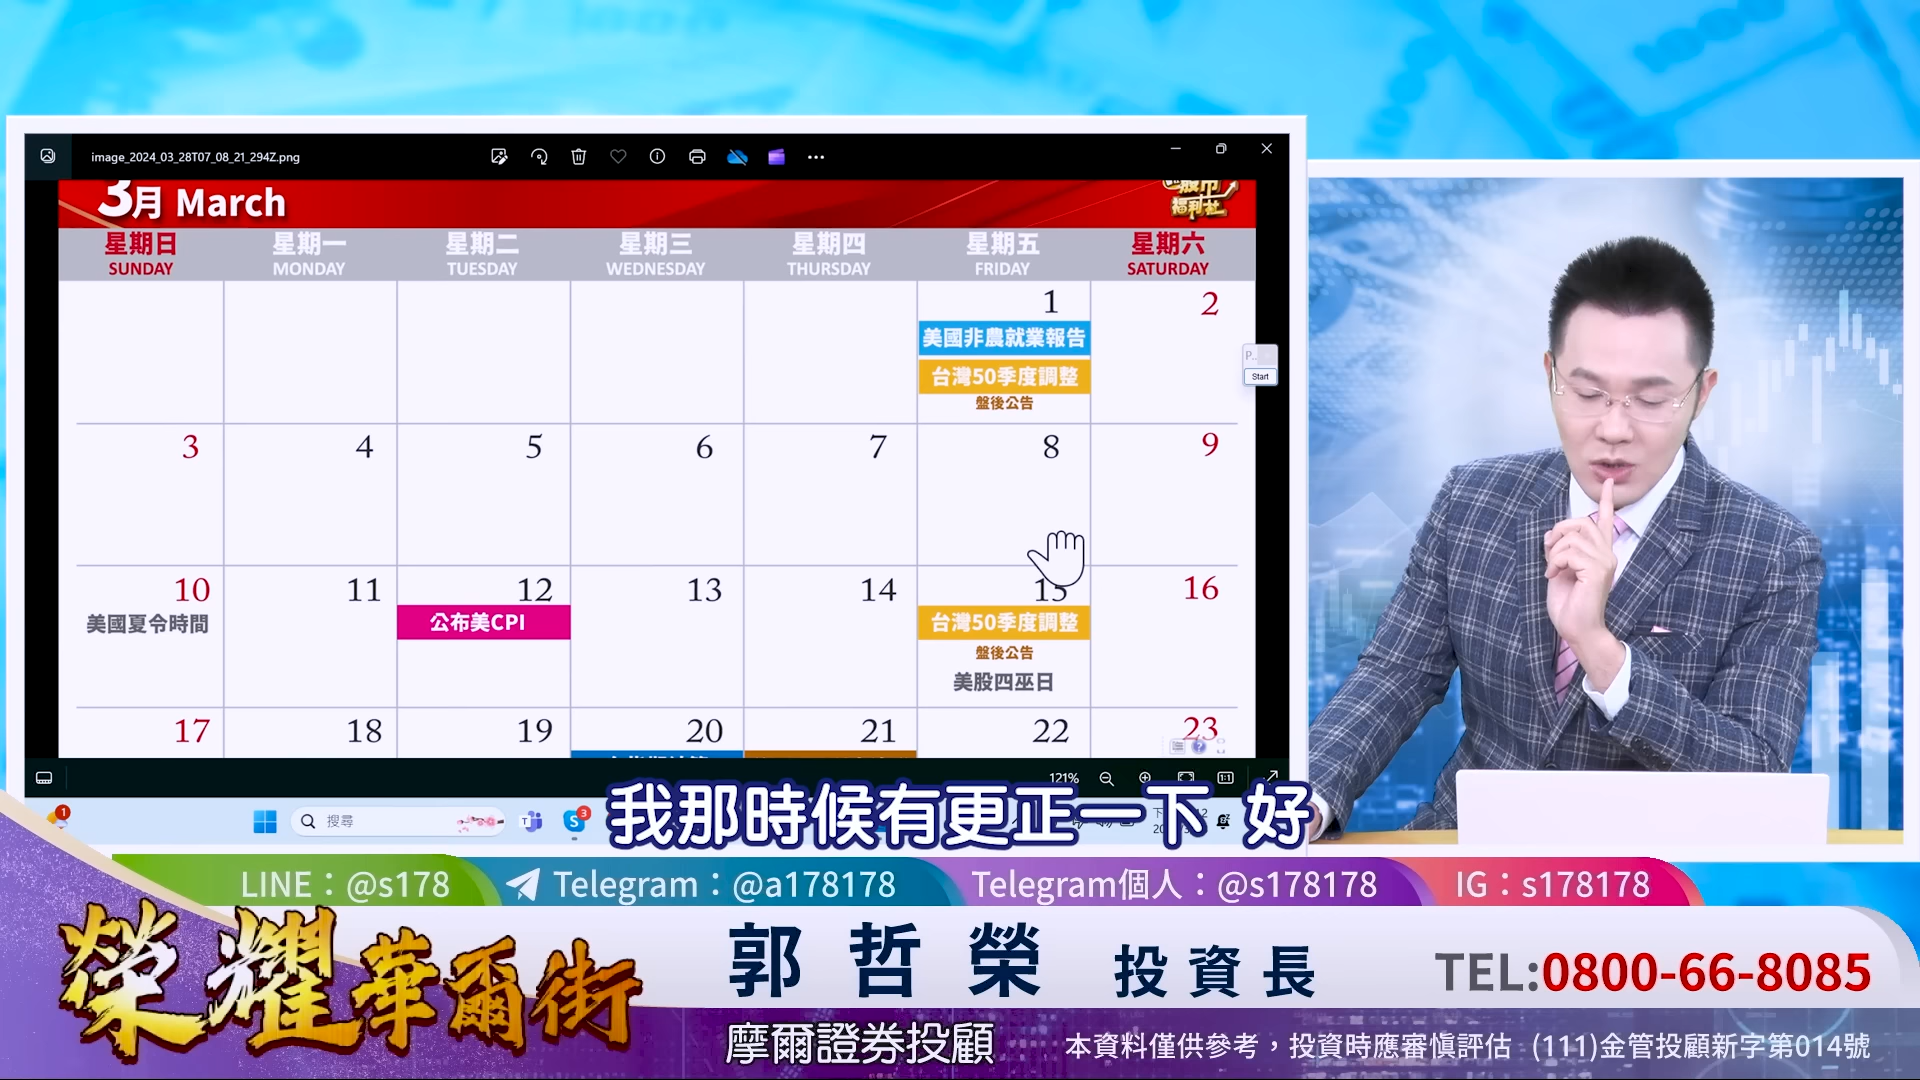 image_2024_03_28T07_08_21_294Z.png
3月 March
股市
福利社
星期日 星期一 星期二 星期三 星期四 星期五 星期六
SUNDAY MONDAY TUESDAY WEDNESDAY THURSDAY FRIDAY SATURDAY
1 2
美國非農就業報告
台灣50季度調整
盤後公告
P...
Start
3 4 5 6 7 8 9
10 11 12 13 14 15 16
美國夏令時間 公布美CPI 台灣50季度調整
盤後公告
美股四巫日
17 18 19 20 21 22 23
121%
1
搜尋
3
我那時候有更正一下 好
LINE：@s178 Telegram：@a178178 Telegram個人：@s178178 IG：s178178
榮耀華爾街
郭哲榮 投資長 TEL:0800-66-8085
摩爾證券投顧 本資料僅供參考，投資時應審慎評估 (111)金管投顧新字第014號